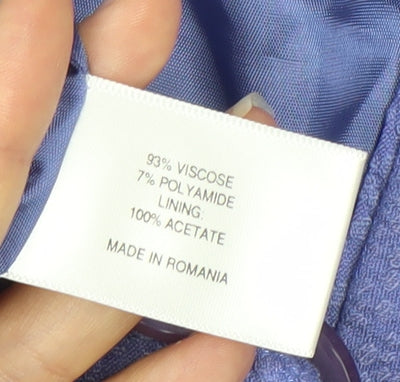 93% VISCOSE
7% POLYAMIDE
LINING:
100% ACETATE
MADE IN ROMANIA